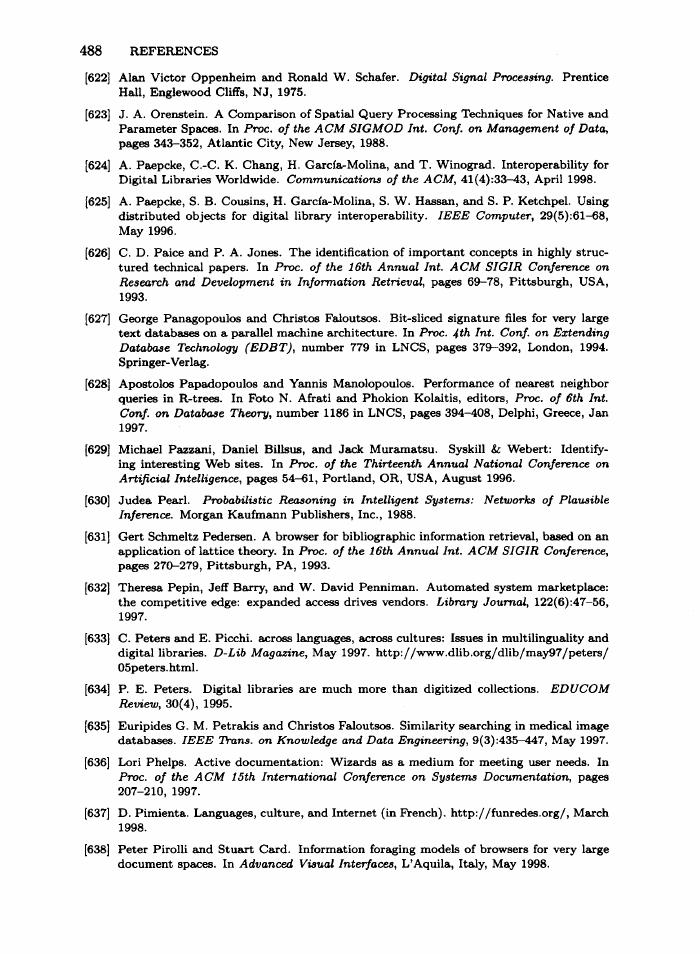 488 REFERENCES
[622] Alan Victor Oppenheim and Ronald W. Schafer. Digital Signal Processing. Prentice
Hall, Englewood Cliffs, NJ, 1975.
[623] J. A. Orenstein. A Comparison of Spatial Query Processing Techniques for Native and
Parameter Spaces. In Proc. of the ACM SIGMOD Int. Conf. on Management of Data,
pages 343–352, Atlantic City, New Jersey, 1988.
[624] A. Paepcke, C.-C. K. Chang, H. García-Molina, and T. Winograd. Interoperability for
Digital Libraries Worldwide. Communications of the ACM, 41(4):33–43, April 1998.
[625] A. Paepcke, S. B. Cousins, H. García-Molina, S. W. Hassan, and S. P. Ketchpel. Using
distributed objects for digital library interoperability. IEEE Computer, 29(5):61–68,
May 1996.
[626] C. D. Paice and P. A. Jones. The identification of important concepts in highly struc-
tured technical papers. In Proc. of the 16th Annual Int. ACM SIGIR Conference on
Research and Development in Information Retrieval, pages 69–78, Pittsburgh, USA,
1993.
[627] George Panagopoulos and Christos Faloutsos. Bit-sliced signature files for very large
text databases on a parallel machine architecture. In Proc. 4th Int. Conf. on Extending
Database Technology (EDBT), number 779 in LNCS, pages 379–392, London, 1994.
Springer-Verlag.
[628] Apostolos Papadopoulos and Yannis Manolopoulos. Performance of nearest neighbor
queries in R-trees. In Foto N. Afrati and Phokion Kolaitis, editors, Proc. of 6th Int.
Conf. on Database Theory, number 1186 in LNCS, pages 394–408, Delphi, Greece, Jan
1997.
[629] Michael Pazzani, Daniel Billsus, and Jack Muramatsu. Syskill & Webert: Identify-
ing interesting Web sites. In Proc. of the Thirteenth Annual National Conference on
Artificial Intelligence, pages 54–61, Portland, OR, USA, August 1996.
[630] Judea Pearl. Probabilistic Reasoning in Intelligent Systems: Networks of Plausible
Inference. Morgan Kaufmann Publishers, Inc., 1988.
[631] Gert Schmeltz Pedersen. A browser for bibliographic information retrieval, based on an
application of lattice theory. In Proc. of the 16th Annual Int. ACM SIGIR Conference,
pages 270–279, Pittsburgh, PA, 1993.
[632] Theresa Pepin, Jeff Barry, and W. David Penniman. Automated system marketplace:
the competitive edge: expanded access drives vendors. Library Journal, 122(6):47–56,
1997.
[633] C. Peters and E. Picchi. across languages, across cultures: Issues in multilinguality and
digital libraries. D-Lib Magazine, May 1997. http://www.dlib.org/dlib/may97/peters/
05peters.html.
[634] P. E. Peters. Digital libraries are much more than digitized collections. EDUCOM
Review, 30(4), 1995.
[635] Euripides G. M. Petrakis and Christos Faloutsos. Similarity searching in medical image
databases. IEEE Trans. on Knowledge and Data Engineering, 9(3):435–447, May 1997.
[636] Lori Phelps. Active documentation: Wizards as a medium for meeting user needs. In
Proc. of the ACM 15th International Conference on Systems Documentation, pages
207–210, 1997.
[637] D. Pimienta. Languages, culture, and Internet (in French). http://funredes.org/, March
1998.
[638] Peter Pirolli and Stuart Card. Information foraging models of browsers for very large
document spaces. In Advanced Visual Interfaces, L'Aquila, Italy, May 1998.